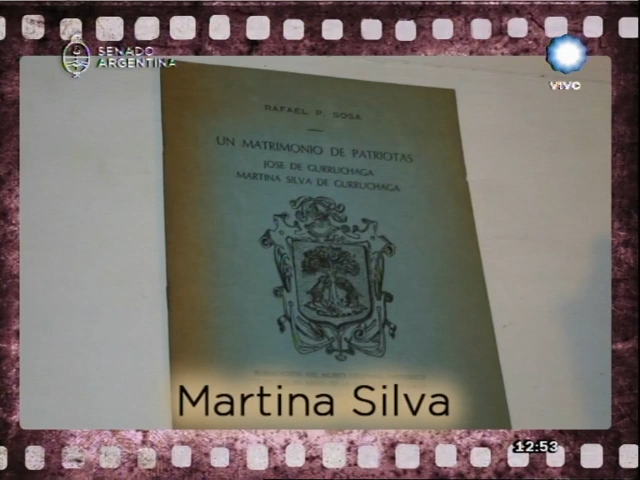 SENADO
ARGENTINA
VIVO
RAFAEL P. SOSA
UN MATRIMONIO DE PATRIOTAS
JOSE DE GURRUCHAGA
MARTINA SILVA DE GURRUCHAGA
Martina Silva
12:53